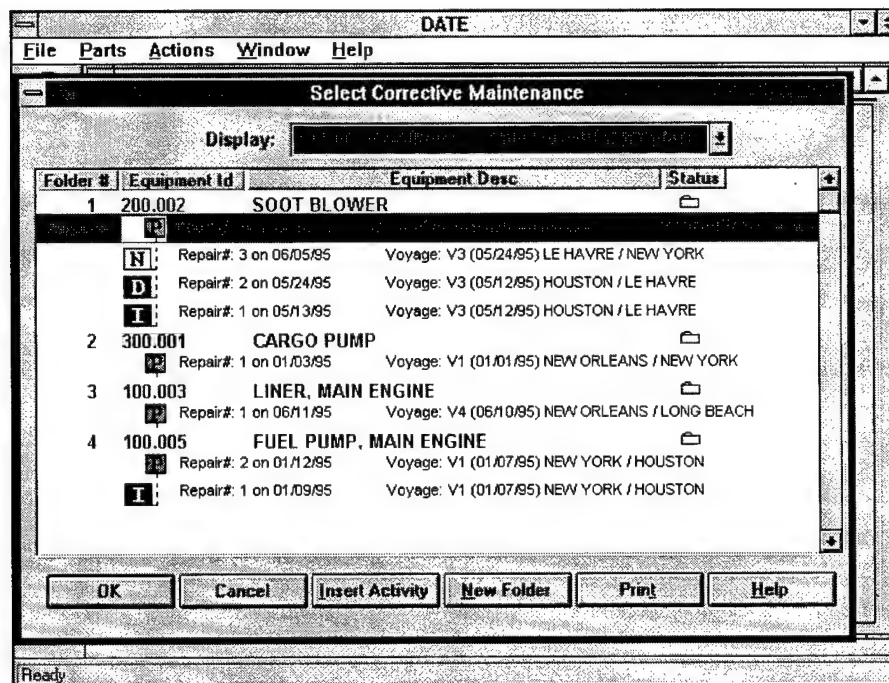 DATE
File Parts Actions Window Help
Select Corrective Maintenance
Display:
Folder # Equipment Id Equipment Desc Status
1 200.002 SOOT BLOWER
P
N Repair#: 3 on 06/05/95 Voyage: V3 (05/24/95) LE HAVRE / NEW YORK
D Repair#: 2 on 05/24/95 Voyage: V3 (05/12/95) HOUSTON / LE HAVRE
I Repair#: 1 on 05/13/95 Voyage: V3 (05/12/95) HOUSTON / LE HAVRE
2 300.001 CARGO PUMP
P Repair#: 1 on 01/03/95 Voyage: V1 (01/01/95) NEW ORLEANS / NEW YORK
3 100.003 LINER, MAIN ENGINE
P Repair#: 1 on 06/11/95 Voyage: V4 (06/10/95) NEW ORLEANS / LONG BEACH
4 100.005 FUEL PUMP, MAIN ENGINE
P Repair#: 2 on 01/12/95 Voyage: V1 (01/07/95) NEW YORK / HOUSTON
I Repair#: 1 on 01/09/95 Voyage: V1 (01/07/95) NEW YORK / HOUSTON
OK Cancel Insert Activity New Folder Print Help
Ready